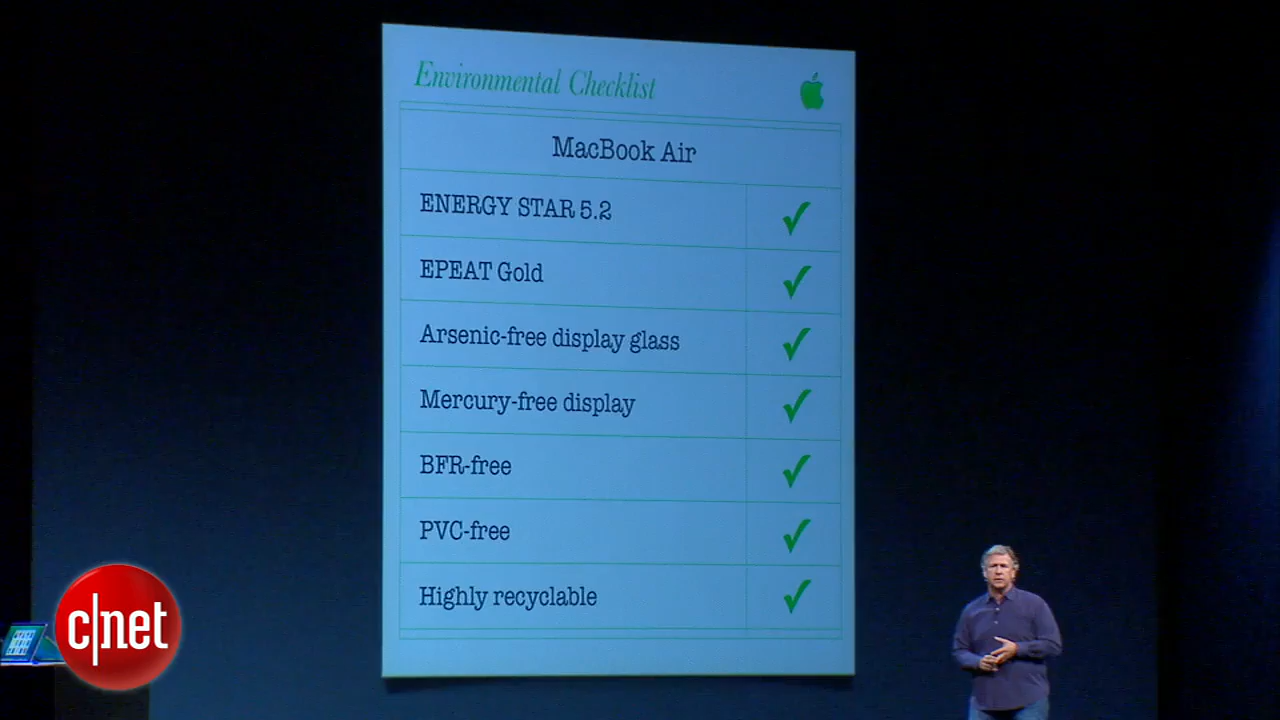 Environmental Checklist
MacBook Air
ENERGY STAR 5.2 ✓
EPEAT Gold ✓
Arsenic-free display glass ✓
Mercury-free display ✓
BFR-free ✓
PVC-free ✓
Highly recyclable ✓
c|net